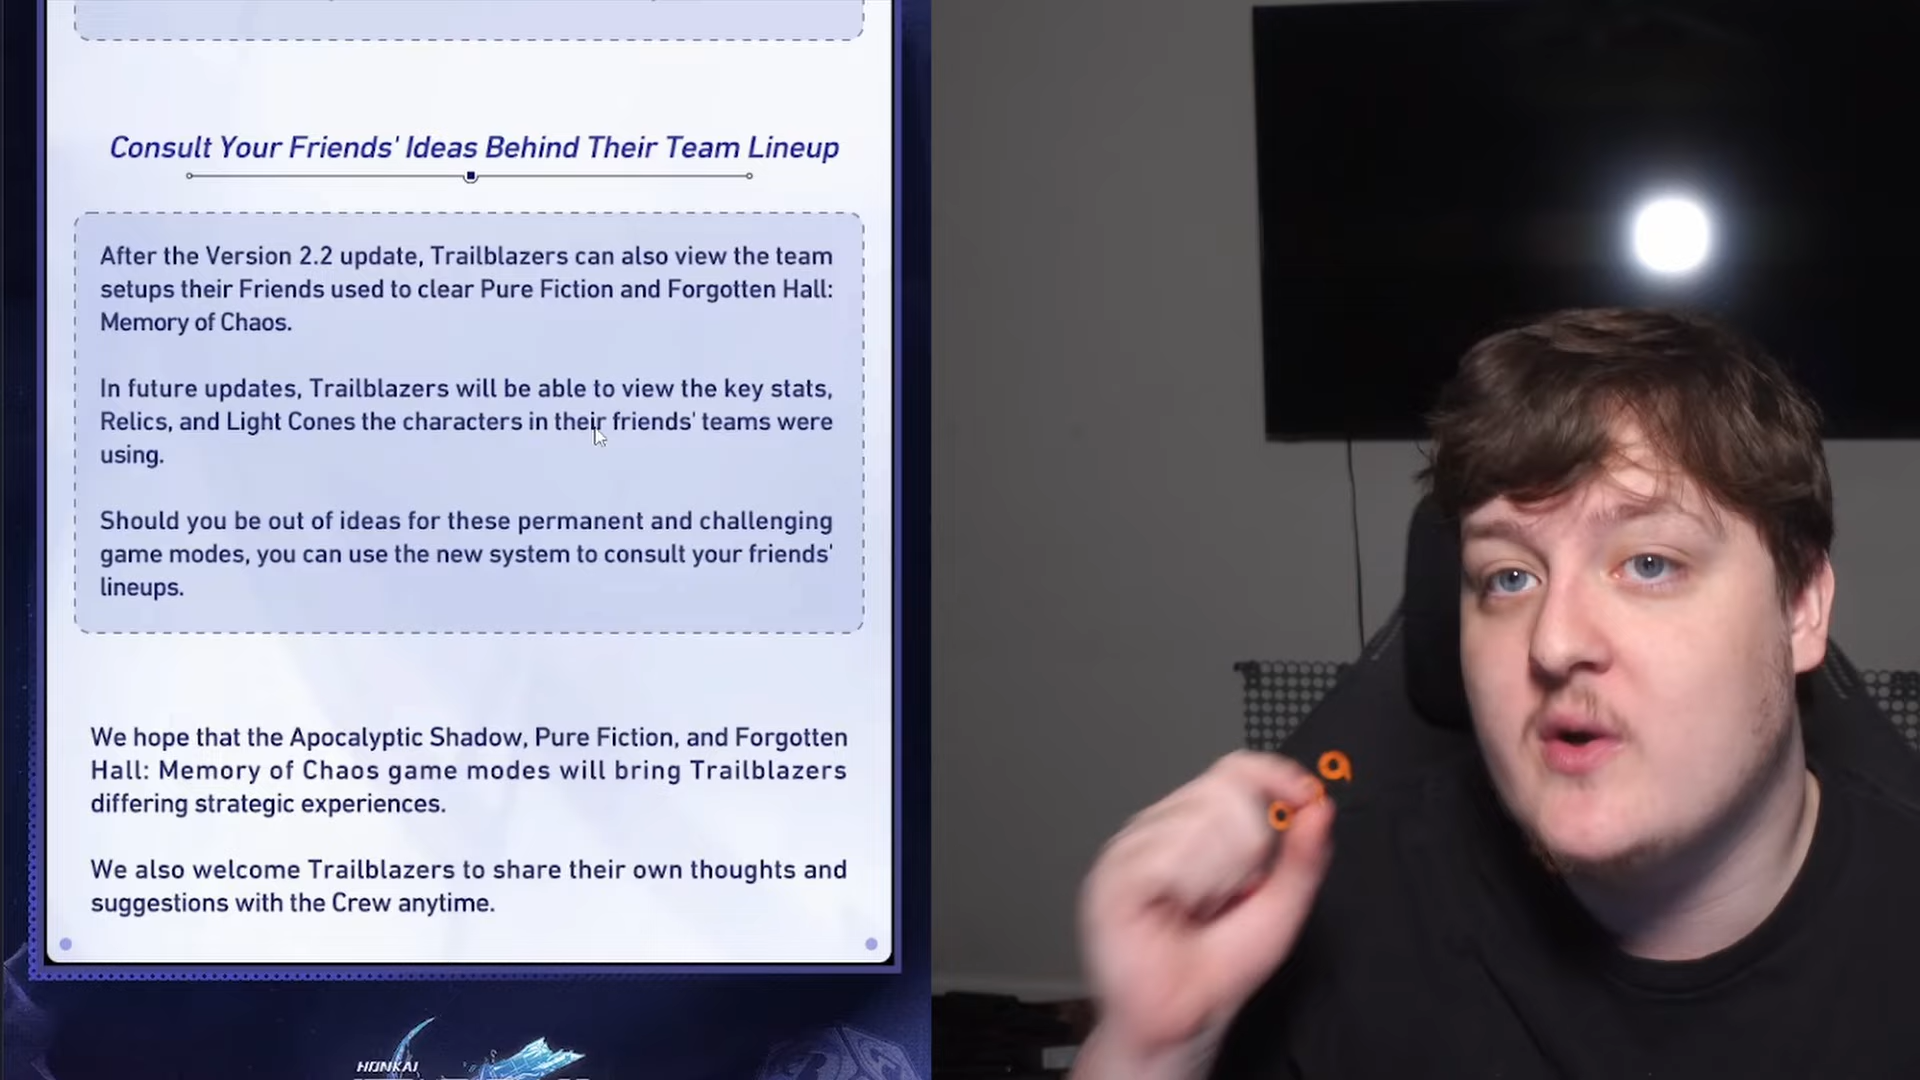 Consult Your Friends' Ideas Behind Their Team Lineup
After the Version 2.2 update, Trailblazers can also view the team
setups their Friends used to clear Pure Fiction and Forgotten Hall:
Memory of Chaos.
In future updates, Trailblazers will be able to view the key stats,
Relics, and Light Cones the characters in their friends' teams were
using.
Should you be out of ideas for these permanent and challenging
game modes, you can use the new system to consult your friends'
lineups.
We hope that the Apocalyptic Shadow, Pure Fiction, and Forgotten
Hall: Memory of Chaos game modes will bring Trailblazers
differing strategic experiences.
We also welcome Trailblazers to share their own thoughts and
suggestions with the Crew anytime.
HONKAI